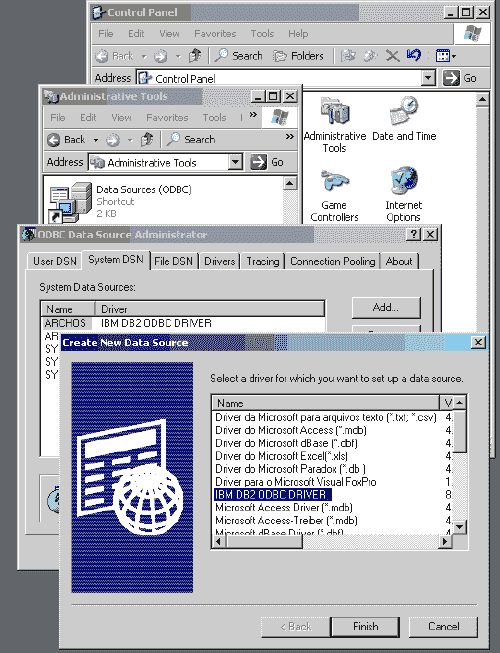 Control Panel
File Edit View Favorites Tools Help
Back Search Folders
Address Control Panel Go
Administrative Tools
File Edit View Favorites Tools »
Back Search »
Address Administrative Tools Go
Data Sources (ODBC)
Shortcut
2 KB
Administrative Tools
Date and Time
Game Controllers
Internet Options
ODBC Data Source Administrator
User DSN System DSN File DSN Drivers Tracing Connection Pooling About
System Data Sources:
Name Driver
ARCHOS IBM DB2 ODBC DRIVER
AR
SY
SY
SY
Add...
Create New Data Source
Select a driver for which you want to set up a data source.
Name V
Driver do Microsoft para arquivos texto (*.txt; *.csv) 4.
Driver do Microsoft Access (*.mdb) 4.
Driver do Microsoft dBase (*.dbf) 4.
Driver do Microsoft Excel(*.xls) 4.
Driver do Microsoft Paradox (*.db ) 4.
Driver para o Microsoft Visual FoxPro 1.
IBM DB2 ODBC DRIVER 8
Microsoft Access Driver (*.mdb) 4.
Microsoft Access-Treiber (*.mdb) 4.
Microsoft dBase Driver (*.dbf) 4.
< Back Finish Cancel